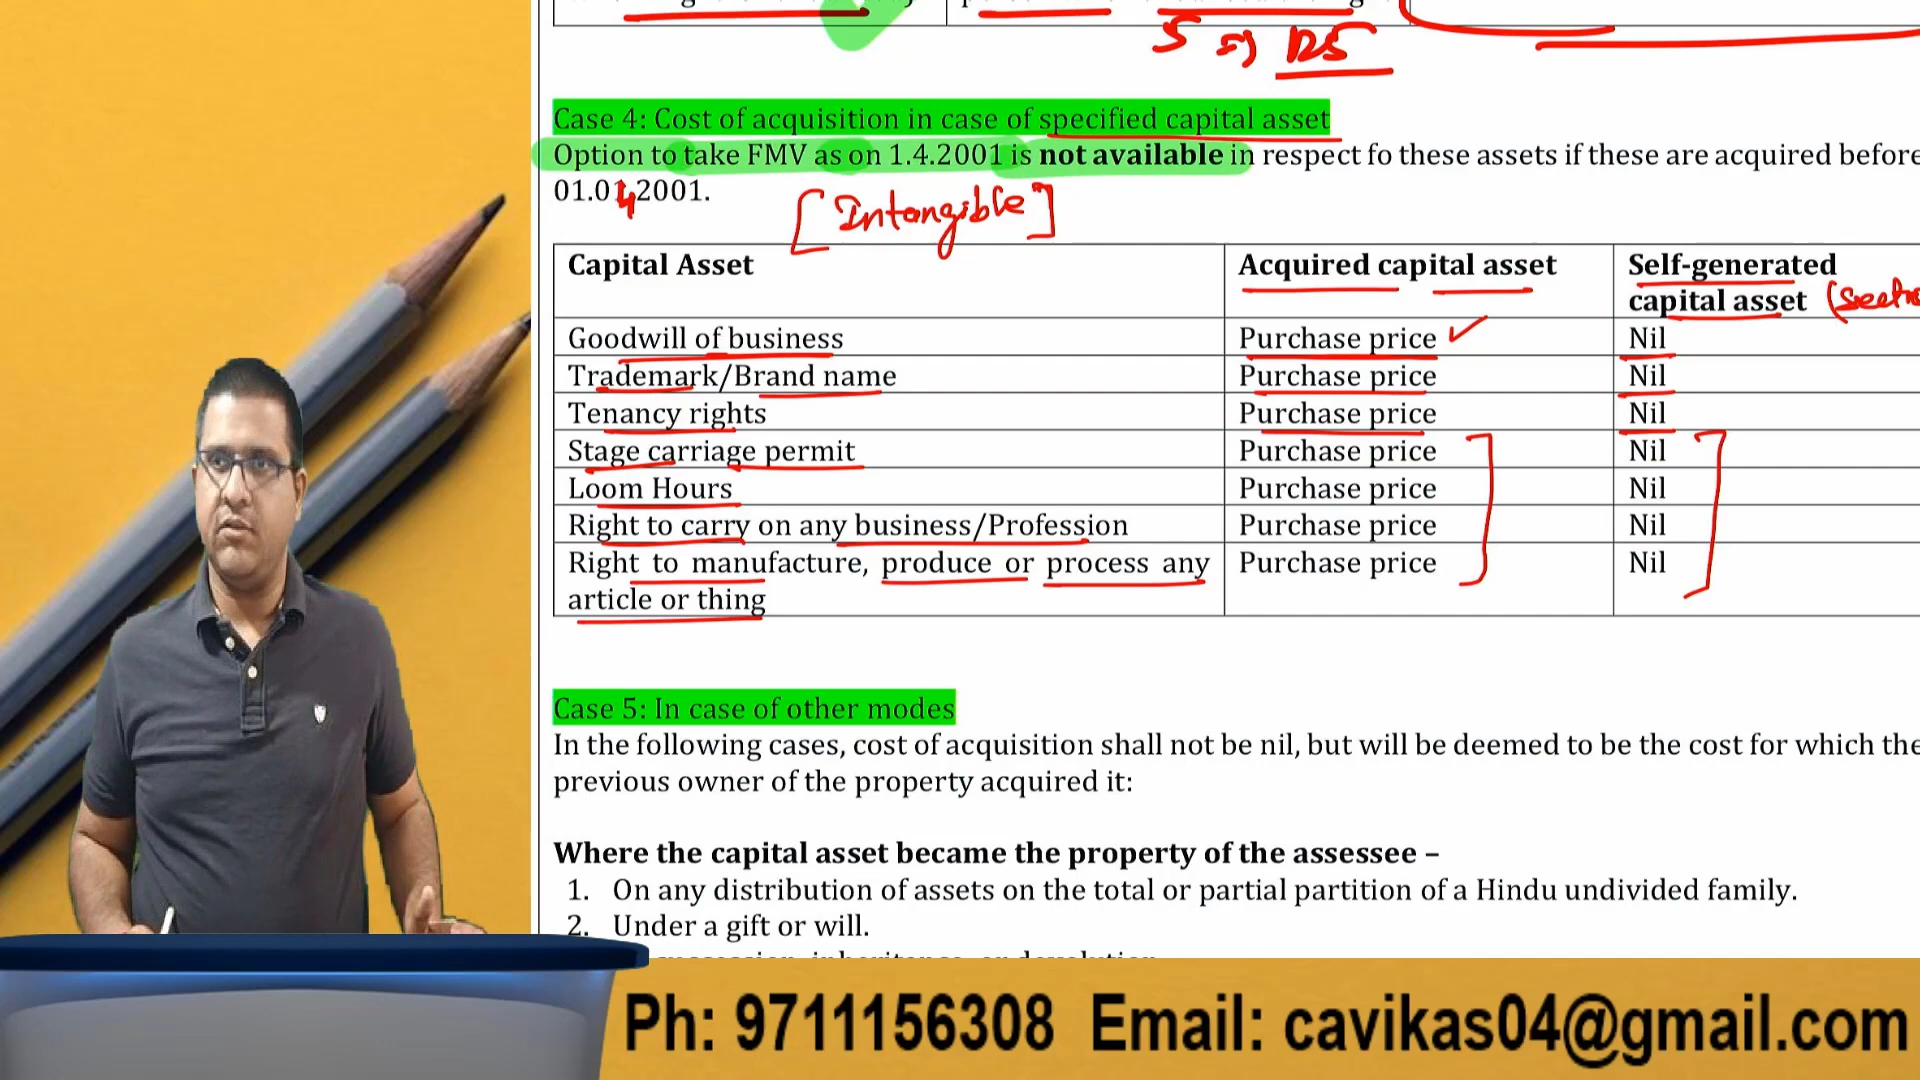 5 ⇒ 125
Case 4: Cost of acquisition in case of specified capital asset
Option to take FMV as on 1.4.2001 is not available in respect fo these assets if these are acquired before
01.04.2001.
[Intangible]
Capital Asset Acquired capital asset Self-generated
capital asset
Goodwill of business Purchase price ✓ Nil
Trademark/Brand name Purchase price Nil
Tenancy rights Purchase price Nil
Stage carriage permit Purchase price Nil
Loom Hours Purchase price Nil
Right to carry on any business/Profession Purchase price Nil
Right to manufacture, produce or process any Purchase price Nil
article or thing
Case 5: In case of other modes
In the following cases, cost of acquisition shall not be nil, but will be deemed to be the cost for which the
previous owner of the property acquired it:
Where the capital asset became the property of the assessee –
1. On any distribution of assets on the total or partial partition of a Hindu undivided family.
2. Under a gift or will.
Ph: 9711156308 Email: cavikas04@gmail.com